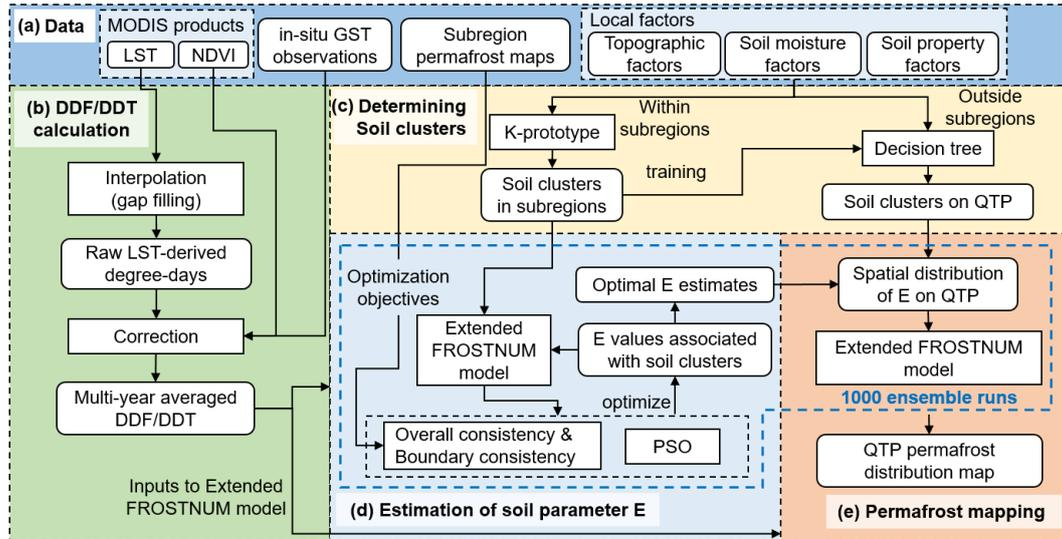 (a) Data
MODIS products
LST
NDVI
in-situ GST
observations
Subregion
permafrost maps
Local factors
Topographic
factors
Soil moisture
factors
Soil property
factors
(b) DDF/DDT
calculation
Interpolation
(gap filling)
Raw LST-derived
degree-days
Correction
Multi-year averaged
DDF/DDT
Inputs to Extended
FROSTNUM model
(c) Determining
Soil clusters
K-prototype
Within
subregions
Outside
subregions
Decision tree
training
Soil clusters
in subregions
Soil clusters on QTP
Optimization
objectives
Optimal E estimates
Extended
FROSTNUM
model
E values associated
with soil clusters
optimize
Overall consistency &
Boundary consistency
PSO
(d) Estimation of soil parameter E
Spatial distribution
of E on QTP
Extended FROSTNUM
model
1000 ensemble runs
QTP permafrost
distribution map
(e) Permafrost mapping